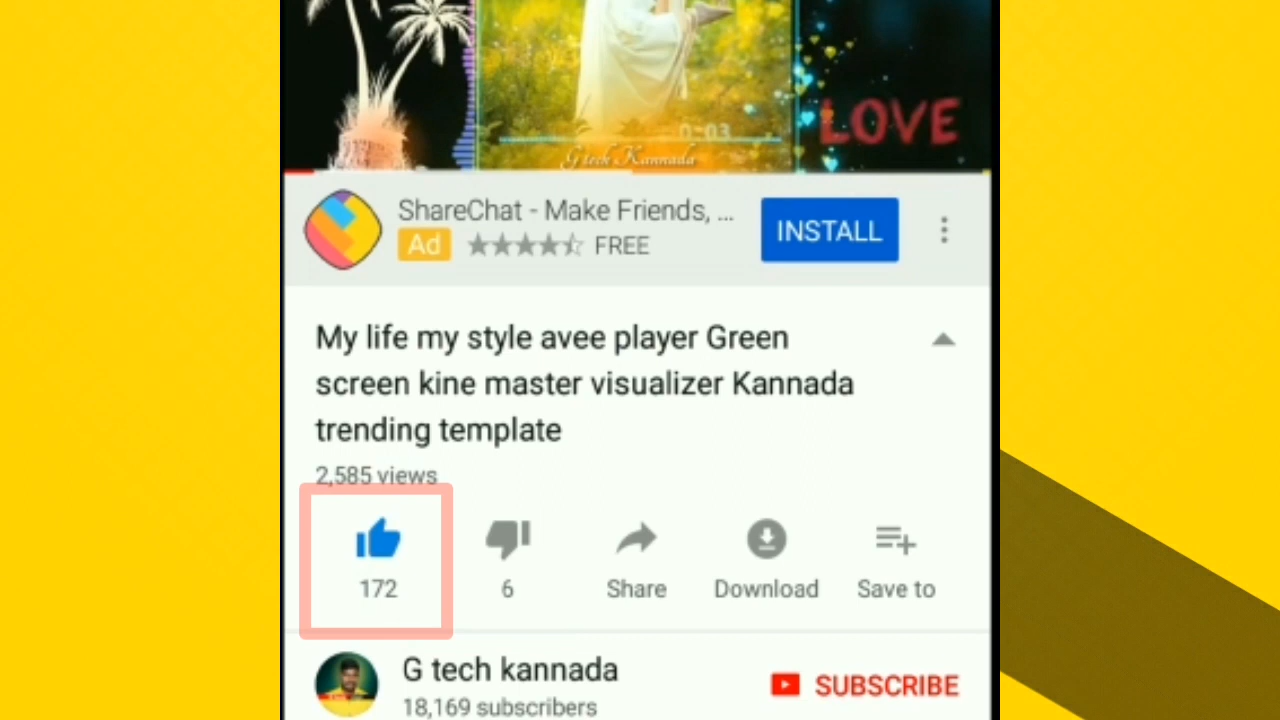 LOVE
0:03
G tech Kannada
ShareChat - Make Friends, ...
INSTALL
Ad
FREE
My life my style avee player Green
screen kine master visualizer Kannada
trending template
2,585 views
172
6
Share
Download
Save to
G tech kannada
SUBSCRIBE
18,169 subscribers